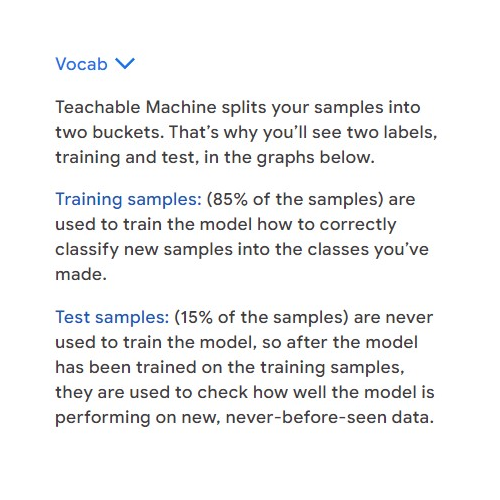 Vocab
Teachable Machine splits your samples into
two buckets. That’s why you’ll see two labels,
training and test, in the graphs below.
Training samples: (85% of the samples) are
used to train the model how to correctly
classify new samples into the classes you’ve
made.
Test samples: (15% of the samples) are never
used to train the model, so after the model
has been trained on the training samples,
they are used to check how well the model is
performing on new, never-before-seen data.